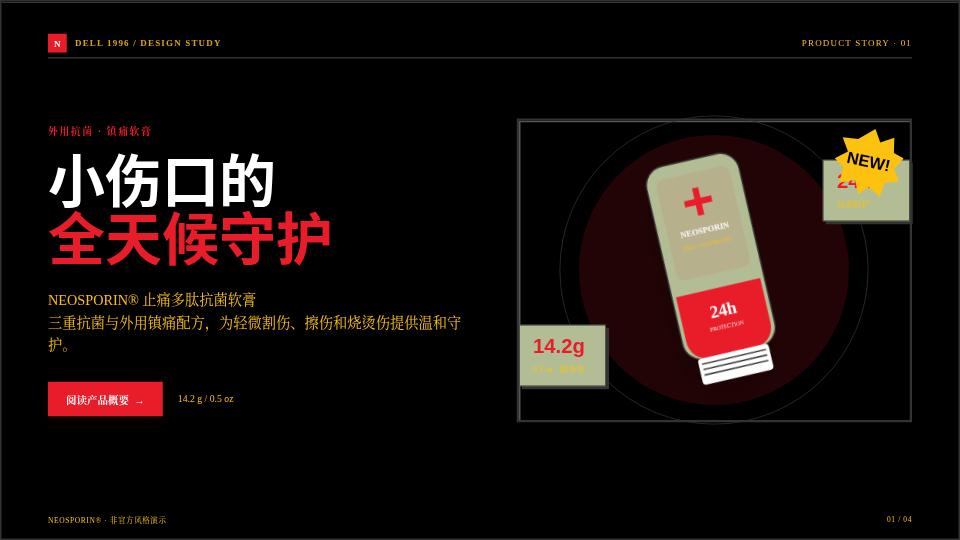 N
DELL 1996 / DESIGN STUDY
PRODUCT STORY · 01
外用抗菌 · 镇痛软膏
小伤口的
全天候守护
NEOSPORIN® 止痛多肽抗菌软膏
三重抗菌与外用镇痛配方，为轻微割伤、擦伤和烧烫伤提供温和守
护。
阅读产品概要 →
14.2 g / 0.5 oz
NEW!
NEOSPORIN
24h
PROTECTION
14.2g
NEOSPORIN® · 非官方风格演示
01 / 04